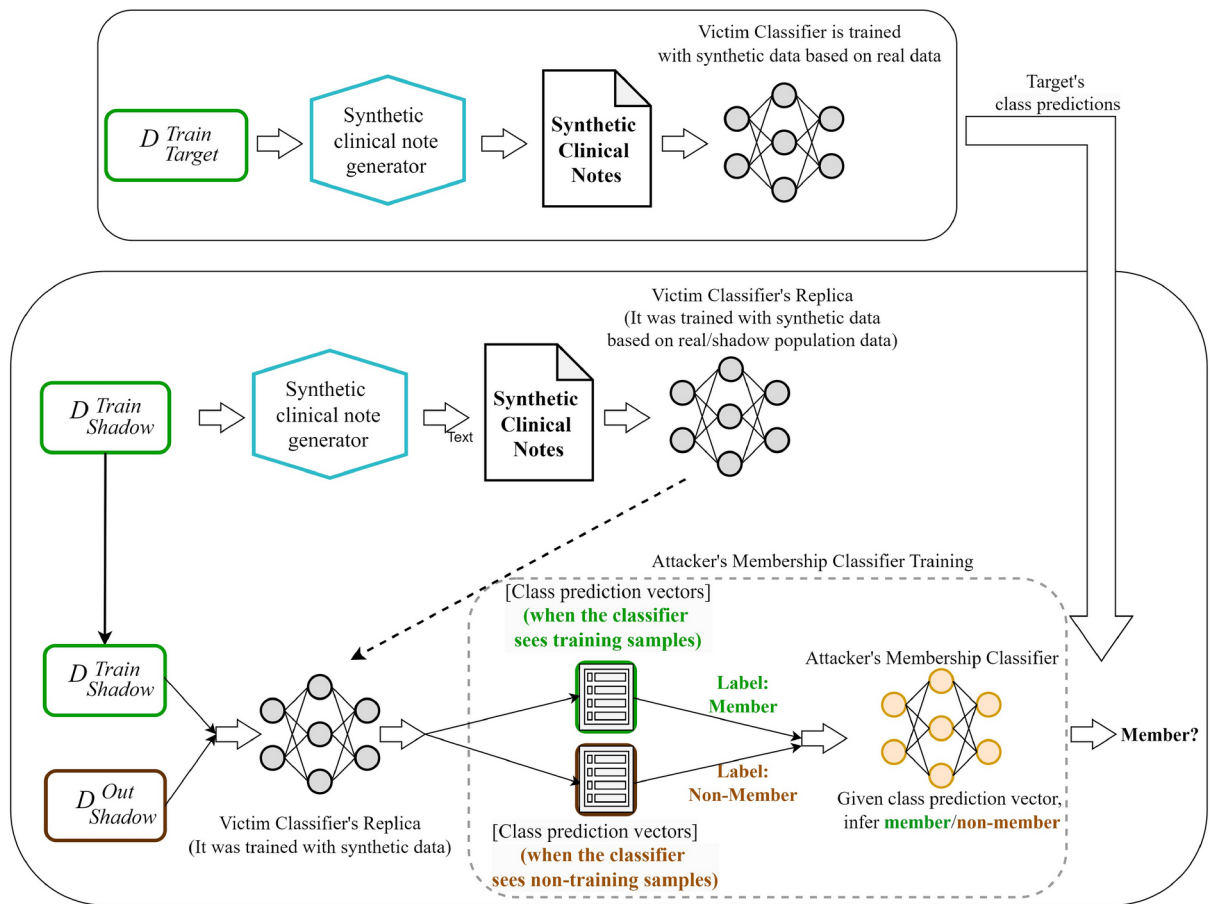 Victim Classifier is trained
with synthetic data based on real data
D Train
Target
Synthetic
clinical note
generator
Synthetic
Clinical
Notes
Target's
class predictions
Victim Classifier's Replica
(It was trained with synthetic data
based on real/shadow population data)
D Train
Shadow
Synthetic
clinical note
generator
Text
Synthetic
Clinical
Notes
Attacker's Membership Classifier Training
[Class prediction vectors]
(when the classifier
sees training samples)
D Train
Shadow
Label:
Member
Attacker's Membership Classifier
Member?
D Out
Shadow
Label:
Non-Member
Given class prediction vector,
infer member/non-member
Victim Classifier's Replica
(It was trained with synthetic data)
[Class prediction vectors]
(when the classifier
sees non-training samples)